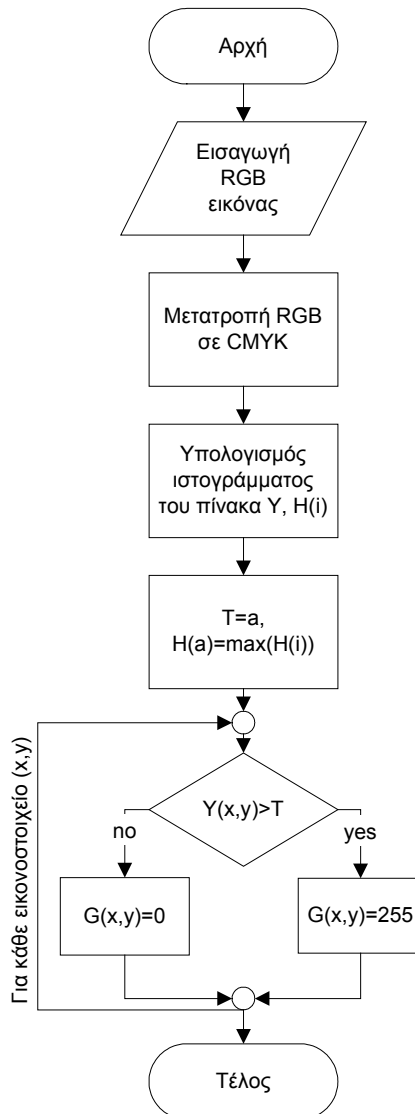 Αρχή
Εισαγωγή
RGB
εικόνας
Μετατροπή RGB
σε CMYK
Υπολογισμός
ιστογράμματος
του πίνακα Υ, H(i)
T=a,
H(a)=max(H(i))
Για κάθε εικονοστοιχείο (x,y)
Y(x,y)>T
no
yes
G(x,y)=0
G(x,y)=255
Τέλος